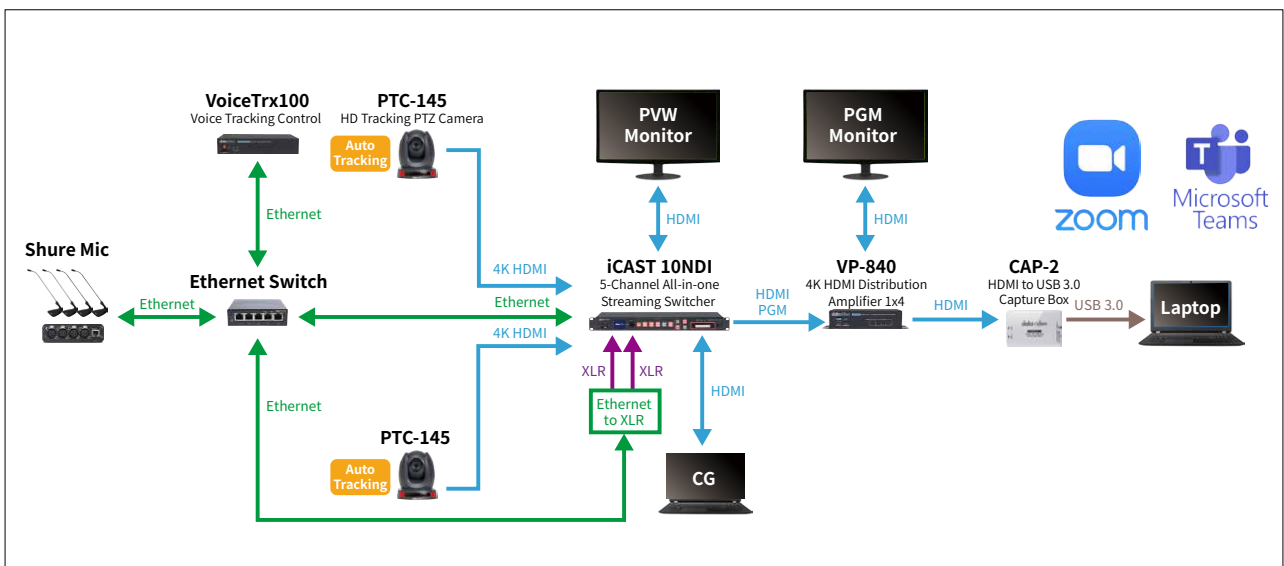 VoiceTrx100
Voice Tracking Control
PTC-145
HD Tracking PTZ Camera
Auto
Tracking
PVW
Monitor
PGM
Monitor
zoom
T
Microsoft
Teams
Ethernet
HDMI
HDMI
Shure Mic
Ethernet
Ethernet Switch
4K HDMI
Ethernet
4K HDMI
iCAST 10NDI
5-Channel All-in-one
Streaming Switcher
HDMI
PGM
VP-840
4K HDMI Distribution
Amplifier 1x4
HDMI
CAP-2
HDMI to USB 3.0
Capture Box
datavideo
USB 3.0
Laptop
XLR
XLR
Ethernet
Ethernet
to XLR
HDMI
PTC-145
Auto
Tracking
CG